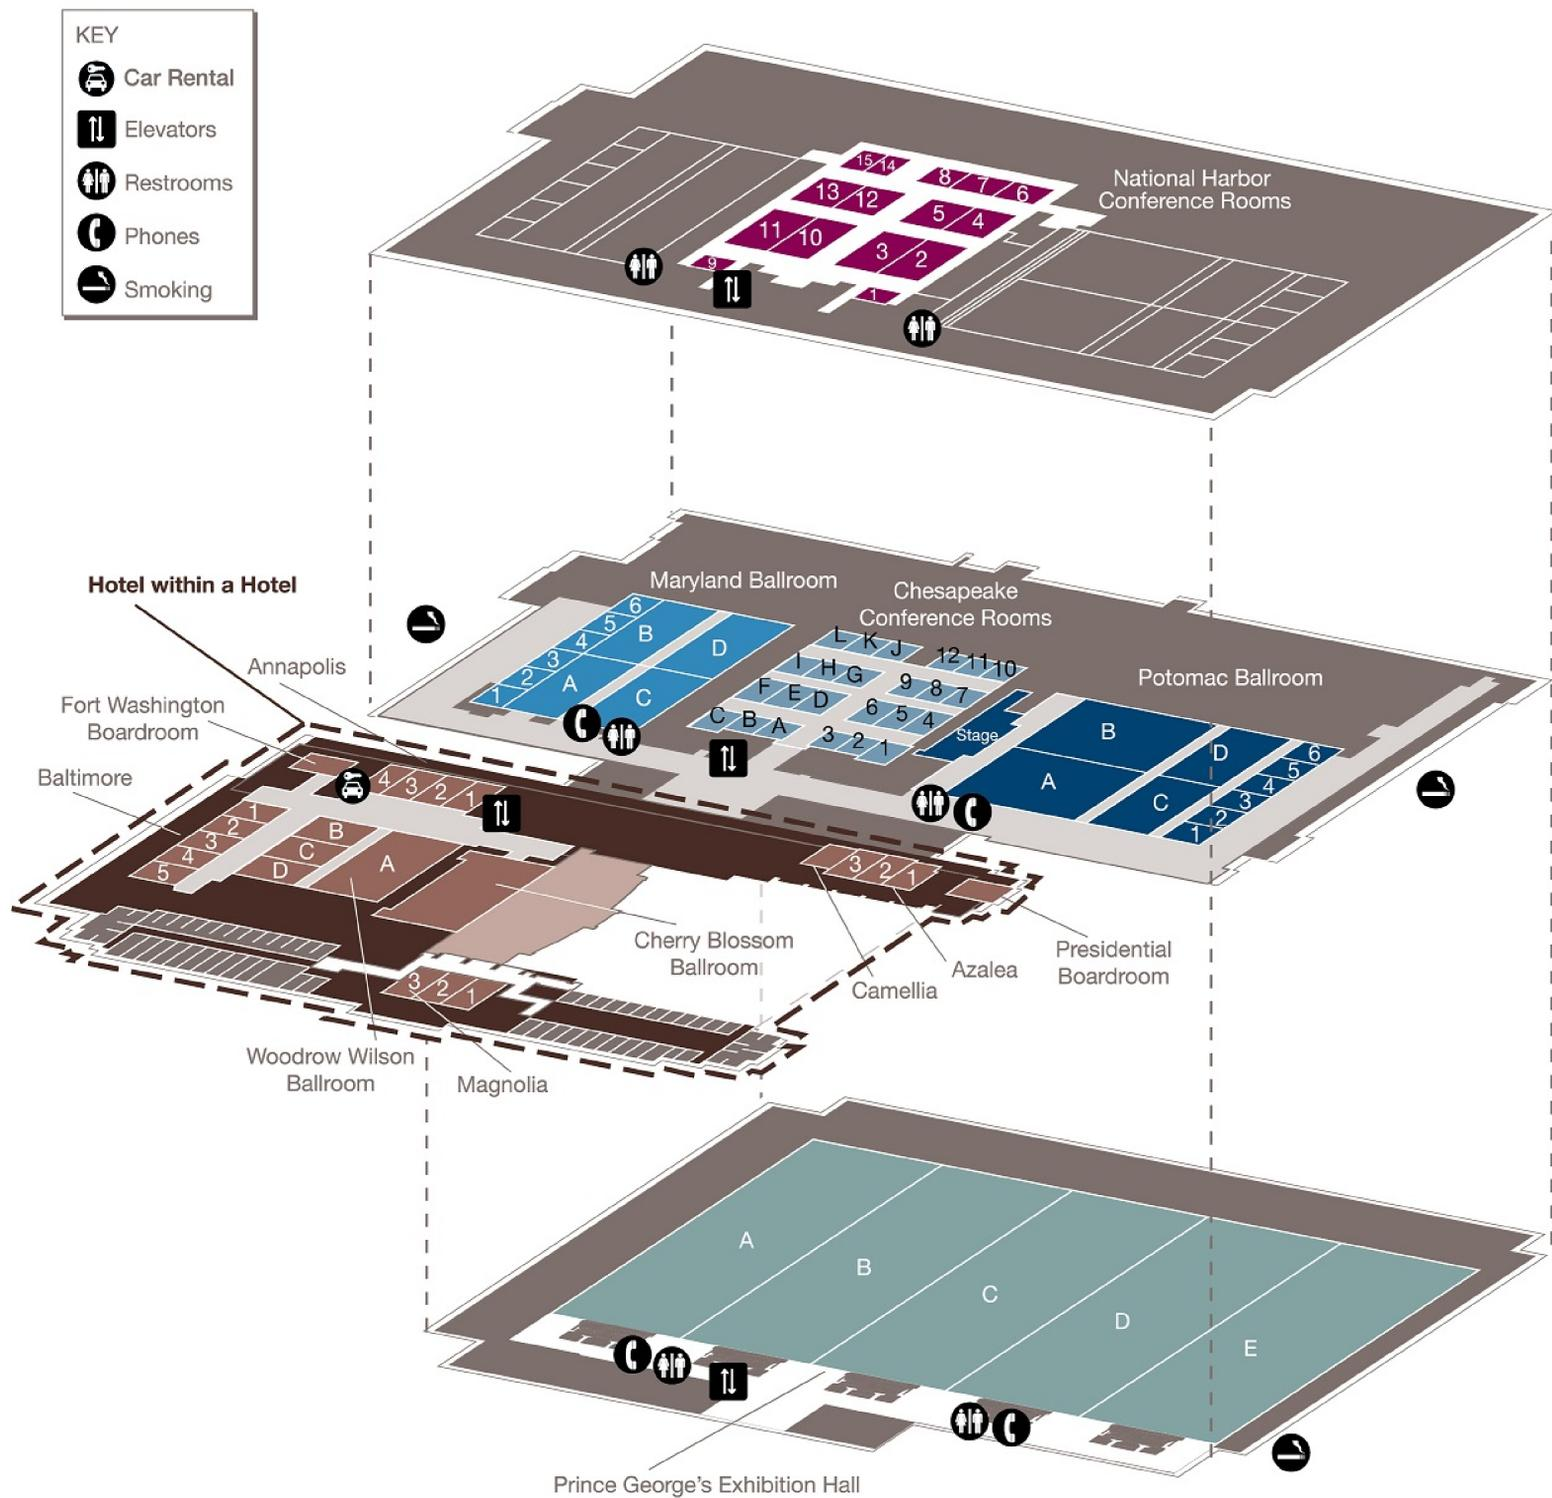 KEY
Car Rental
Elevators
Restrooms
Phones
Smoking
National Harbor
Conference Rooms
15 14
8 7 6
13 12
5 4
11 10
3 2
9
1
Hotel within a Hotel
Maryland Ballroom
Chesapeake
Conference Rooms
Potomac Ballroom
6
5
4
3
2
1
B
D
A
C
L K J
12 11 10
I H G
9 8 7
F E D
6 5 4
C B A
3 2 1
Stage
B
D
A
C
6
5
4
3
2
1
Annapolis
Fort Washington
Boardroom
Baltimore
4 3 2 1
1
2
3
4
5
B
C
D
A
3 2 1
3 2 1
Cherry Blossom
Ballroom
Camellia
Azalea
Presidential
Boardroom
Woodrow Wilson
Ballroom
Magnolia
A
B
C
D
E
Prince George's Exhibition Hall